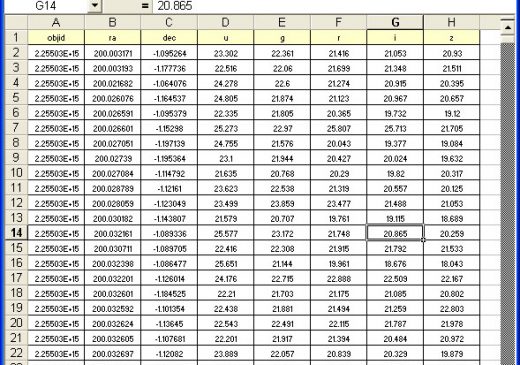 G14 = 20.865
A B C D E F G H
1 objid ra dec u g r i z
2 2.25503E+15 200.003171 -1.095264 23.302 22.361 21.416 21.053 20.93
3 2.25503E+15 200.003193 -1.177736 22.516 22.06 21.699 21.348 21.511
4 2.25503E+15 200.021682 -1.064076 24.278 22.6 21.274 20.915 20.395
5 2.25503E+15 200.026076 -1.164537 24.805 21.874 21.123 20.967 20.657
6 2.25503E+15 200.026591 -1.095379 22.335 21.805 20.365 19.732 19.12
7 2.25503E+15 200.026601 -1.15298 25.273 22.97 25.807 25.713 21.705
8 2.25503E+15 200.027051 -1.197139 24.755 21.576 20.043 19.377 19.084
9 2.25503E+15 200.02739 -1.195364 23.1 21.944 20.427 20.024 19.632
10 2.25503E+15 200.027084 -1.114792 21.635 20.768 20.29 19.82 20.317
11 2.25503E+15 200.028789 -1.12161 23.623 22.538 21.319 20.557 20.125
12 2.25503E+15 200.028059 -1.123049 23.499 23.859 23.477 21.488 21.053
13 2.25503E+15 200.030182 -1.143807 21.579 20.707 19.761 19.115 18.689
14 2.25503E+15 200.032161 -1.089336 25.577 23.172 21.748 20.865 20.259
15 2.25503E+15 200.030711 -1.089705 22.416 22.308 21.915 21.792 21.533
16 2.25503E+15 200.032398 -1.086477 25.651 21.144 19.961 18.676 18.043
17 2.25503E+15 200.032201 -1.126014 24.176 22.715 22.888 22.509 22.167
18 2.25503E+15 200.032601 -1.184525 22.21 21.703 21.175 21.085 20.802
19 2.25503E+15 200.032592 -1.101354 22.438 21.881 21.494 21.259 22.803
20 2.25503E+15 200.032624 -1.13645 22.543 22.491 22.115 21.787 21.978
21 2.25503E+15 200.032605 -1.107681 22.201 21.917 21.394 20.484 20.972
22 2.25503E+15 200.032697 -1.12082 23.889 22.057 20.839 20.329 19.879